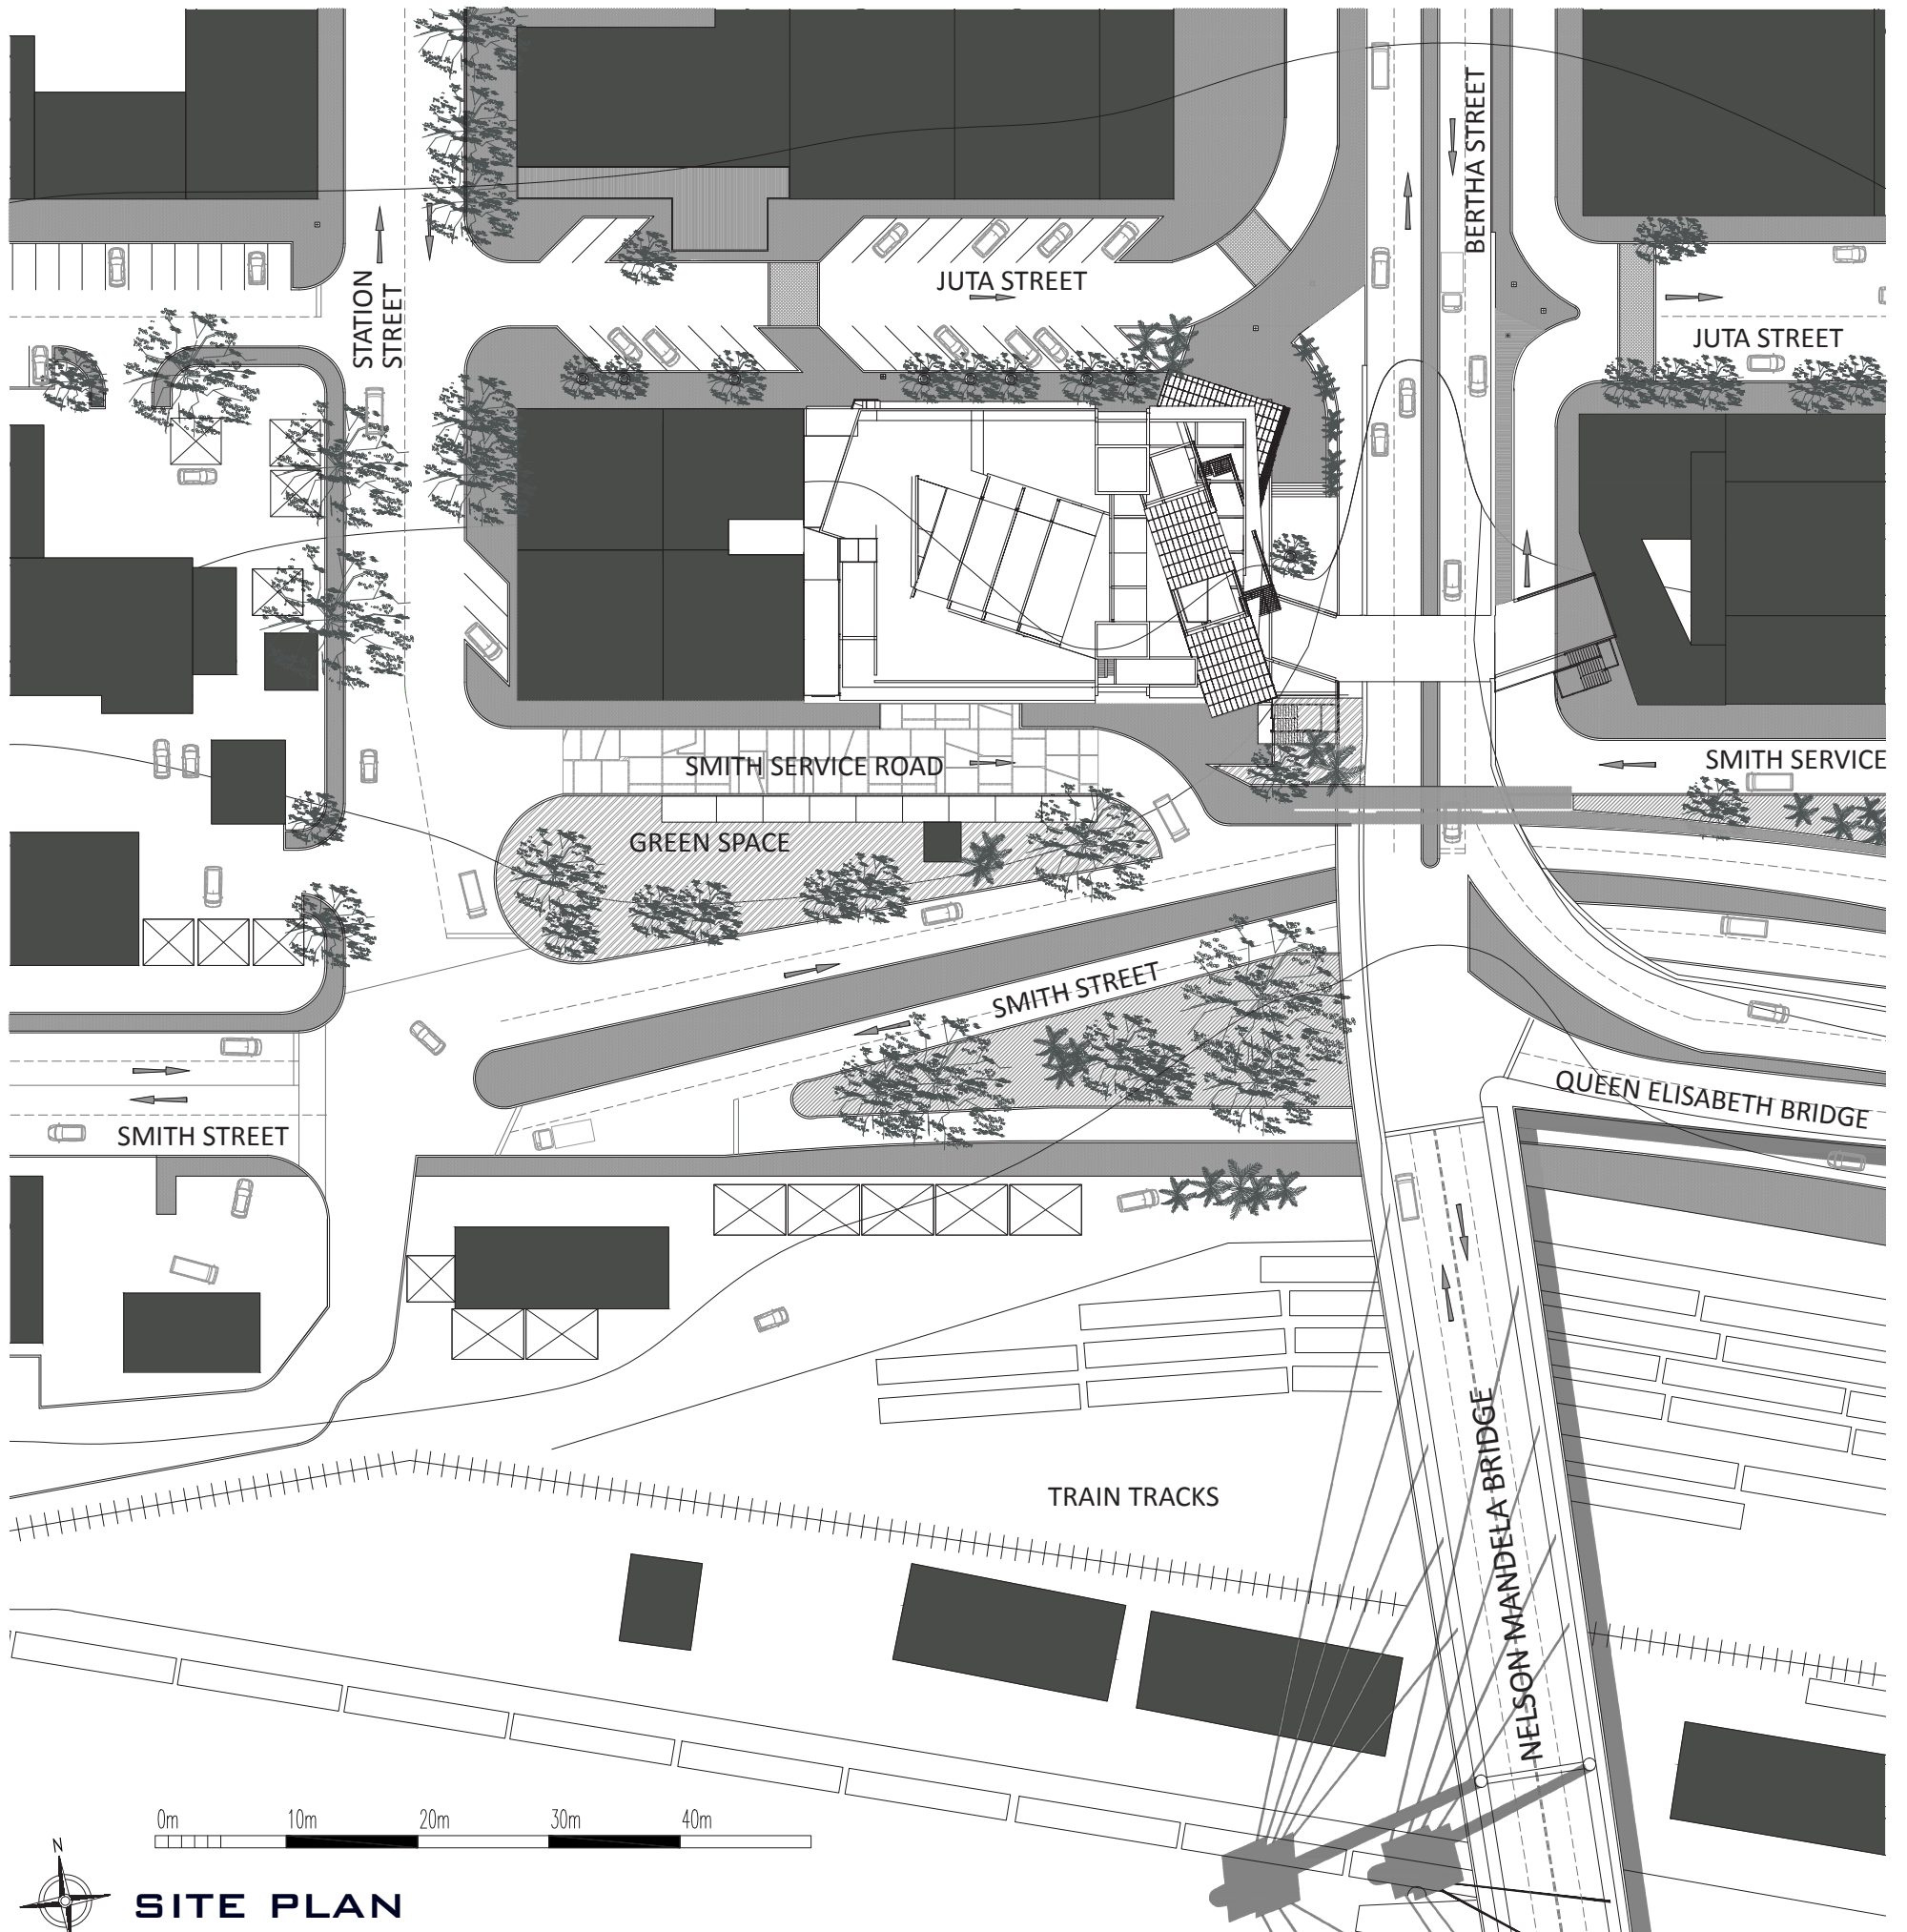 BERTHA STREET
STATION
STREET
JUTA STREET
JUTA STREET
SMITH SERVICE ROAD
SMITH SERVICE
GREEN SPACE
SMITH STREET
QUEEN ELISABETH BRIDGE
SMITH STREET
TRAIN TRACKS
NELSON MANDELA BRIDGE
0m 10m 20m 30m 40m
N
SITE PLAN